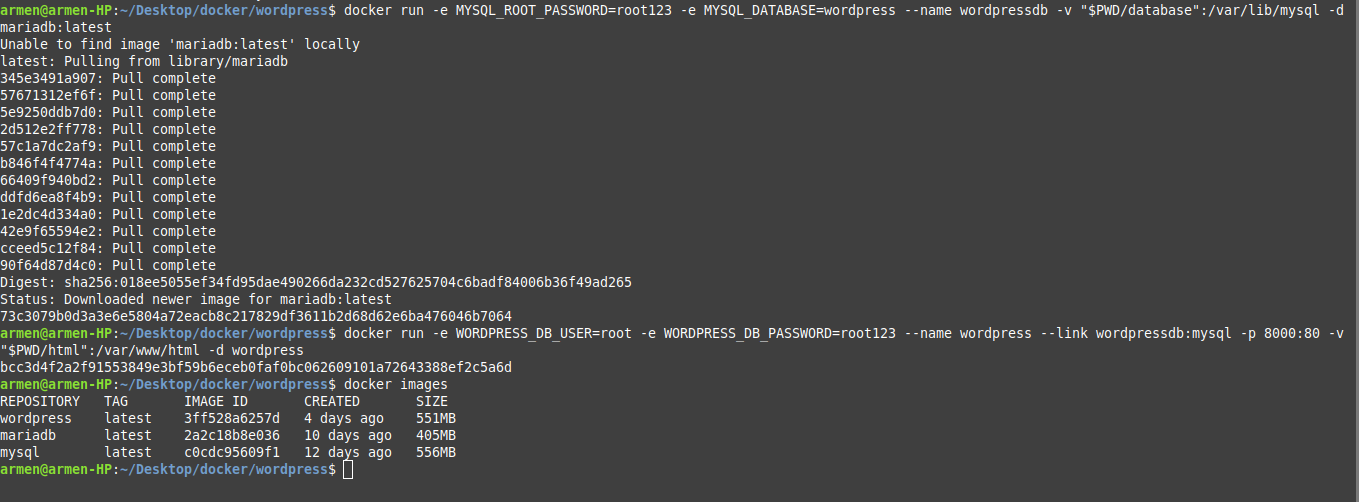 armen@armen-HP:~/Desktop/docker/wordpress$ docker run -e MYSQL_ROOT_PASSWORD=root123 -e MYSQL_DATABASE=wordpress --name wordpressdb -v "$PWD/database":/var/lib/mysql -d
mariadb:latest
Unable to find image 'mariadb:latest' locally
latest: Pulling from library/mariadb
345e3491a907: Pull complete
57671312ef6f: Pull complete
5e9250ddb7d0: Pull complete
2d512e2ff778: Pull complete
57c1a7dc2af9: Pull complete
b846f4f4774a: Pull complete
66409f940bd2: Pull complete
ddfd6ea8f4b9: Pull complete
1e2dc4d334a0: Pull complete
42e9f65594e2: Pull complete
cceed5c12f84: Pull complete
90f64d87d4c0: Pull complete
Digest: sha256:018ee5055ef34fd95dae490266da232cd527625704c6badf84006b36f49ad265
Status: Downloaded newer image for mariadb:latest
73c3079b0d3a3e6e5804a72eacb8c217829df3611b2d68d62e6ba476046b7064
armen@armen-HP:~/Desktop/docker/wordpress$ docker run -e WORDPRESS_DB_USER=root -e WORDPRESS_DB_PASSWORD=root123 --name wordpress --link wordpressdb:mysql -p 8000:80 -v
"$PWD/html":/var/www/html -d wordpress
bcc3d4f2a2f91553849e3bf59b6eceb0faf0bc062609101a72643388ef2c5a6d
armen@armen-HP:~/Desktop/docker/wordpress$ docker images
REPOSITORY   TAG       IMAGE ID       CREATED       SIZE
wordpress    latest    3ff528a6257d   4 days ago    551MB
mariadb      latest    2a2c18b8e036   10 days ago   405MB
mysql        latest    c0cdc95609f1   12 days ago   556MB
armen@armen-HP:~/Desktop/docker/wordpress$